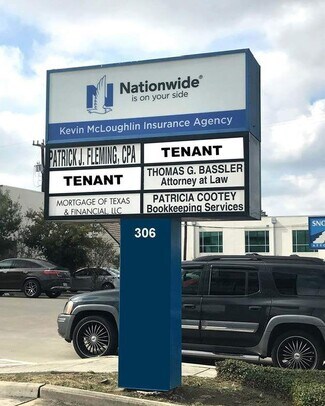 Nationwide®
is on your side
Kevin McLoughlin Insurance Agency
PATRICK J. FLEMING, CPA
TENANT
TENANT
THOMAS G. BASSLER
Attorney at Law
MORTGAGE OF TEXAS
& FINANCIAL, LLC
PATRICIA COOTEY
Bookkeeping Services
306